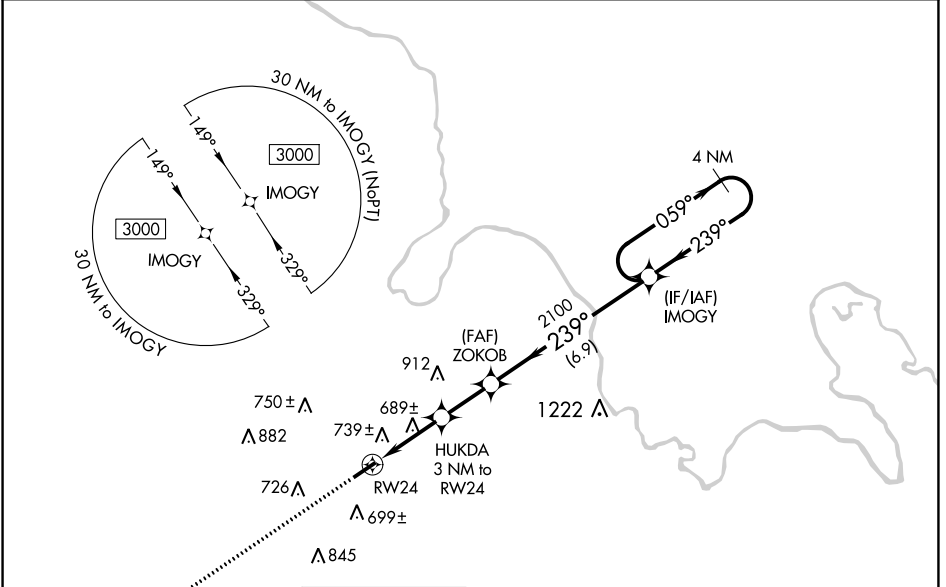 30 NM to IMOGY (NoPT)
149°
3000
IMOGY
329°
149°
3000
IMOGY
329°
30 NM to IMOGY
4 NM
059°
239°
(IF/IAF)
IMOGY
2100
239°
(6.9)
(FAF)
ZOKOB
912
1222
750 ±
689±
882
739±
HUKDA
3 NM to
RW24
RW24
726
699±
845